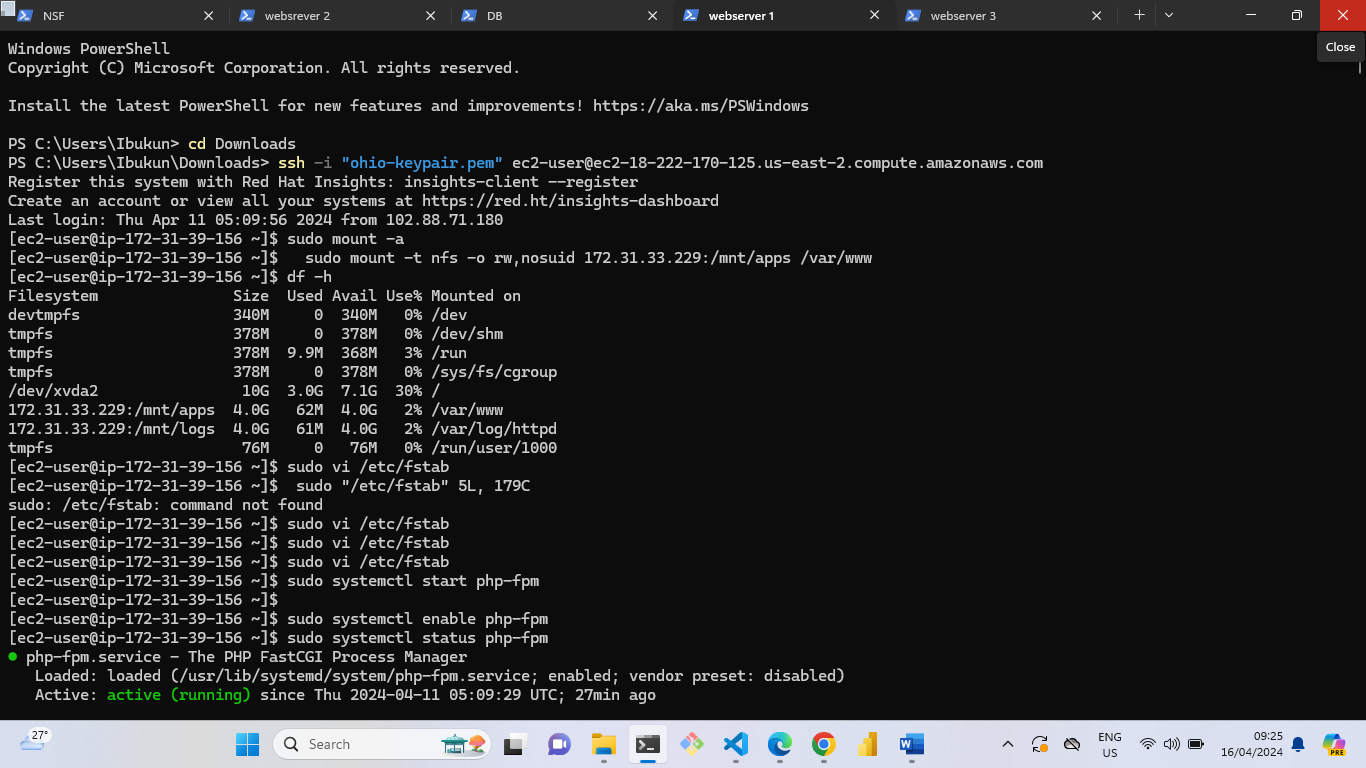 NSF
websrever 2
DB
webserver 1
webserver 3
Close
Windows PowerShell
Copyright (C) Microsoft Corporation. All rights reserved.
Install the latest PowerShell for new features and improvements! https://aka.ms/PSWindows
PS C:\Users\Ibukun> cd Downloads
PS C:\Users\Ibukun\Downloads> ssh -i "ohio-keypair.pem" ec2-user@ec2-18-222-170-125.us-east-2.compute.amazonaws.com
Register this system with Red Hat Insights: insights-client --register
Create an account or view all your systems at https://red.ht/insights-dashboard
Last login: Thu Apr 11 05:09:56 2024 from 102.88.71.180
[ec2-user@ip-172-31-39-156 ~]$ sudo mount -a
[ec2-user@ip-172-31-39-156 ~]$   sudo mount -t nfs -o rw,nosuid 172.31.33.229:/mnt/apps /var/www
[ec2-user@ip-172-31-39-156 ~]$ df -h
Filesystem               Size  Used Avail Use% Mounted on
devtmpfs                 340M     0  340M   0% /dev
tmpfs                    378M     0  378M   0% /dev/shm
tmpfs                    378M  9.9M  368M   3% /run
tmpfs                    378M     0  378M   0% /sys/fs/cgroup
/dev/xvda2                10G  3.0G  7.1G  30% /
172.31.33.229:/mnt/apps  4.0G   62M  4.0G   2% /var/www
172.31.33.229:/mnt/logs  4.0G   61M  4.0G   2% /var/log/httpd
tmpfs                     76M     0   76M   0% /run/user/1000
[ec2-user@ip-172-31-39-156 ~]$ sudo vi /etc/fstab
[ec2-user@ip-172-31-39-156 ~]$  sudo "/etc/fstab" 5L, 179C
sudo: /etc/fstab: command not found
[ec2-user@ip-172-31-39-156 ~]$ sudo vi /etc/fstab
[ec2-user@ip-172-31-39-156 ~]$ sudo vi /etc/fstab
[ec2-user@ip-172-31-39-156 ~]$ sudo vi /etc/fstab
[ec2-user@ip-172-31-39-156 ~]$ sudo systemctl start php-fpm
[ec2-user@ip-172-31-39-156 ~]$
[ec2-user@ip-172-31-39-156 ~]$ sudo systemctl enable php-fpm
[ec2-user@ip-172-31-39-156 ~]$ sudo systemctl status php-fpm
● php-fpm.service - The PHP FastCGI Process Manager
   Loaded: loaded (/usr/lib/systemd/system/php-fpm.service; enabled; vendor preset: disabled)
   Active: active (running) since Thu 2024-04-11 05:09:29 UTC; 27min ago
27°
Search
ENG
US
09:25
16/04/2024
PRE